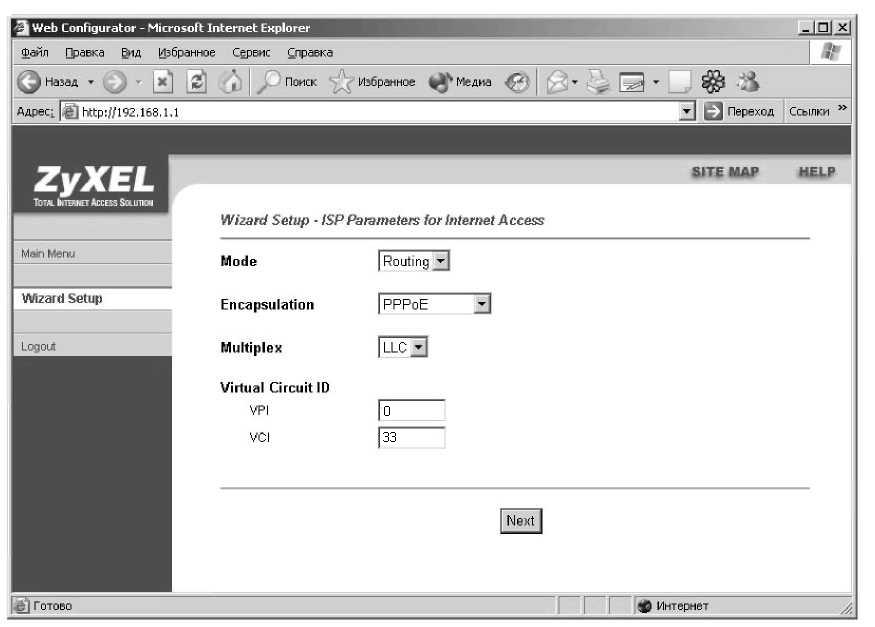 Web Configurator - Microsoft Internet Explorer
Файл Правка Вид Избранное Сервис Справка
Назад Поиск Избранное Медиа
Адрес: http://192.168.1.1 Переход Ссылки »
ZyXEL
TOTAL INTERNET ACCESS SOLUTION
SITE MAP HELP
Wizard Setup - ISP Parameters for Internet Access
Main Menu
Wizard Setup
Logout
Mode Routing
Encapsulation PPPoE
Multiplex LLC
Virtual Circuit ID
VPI 0
VCI 33
Next
Готово Интернет